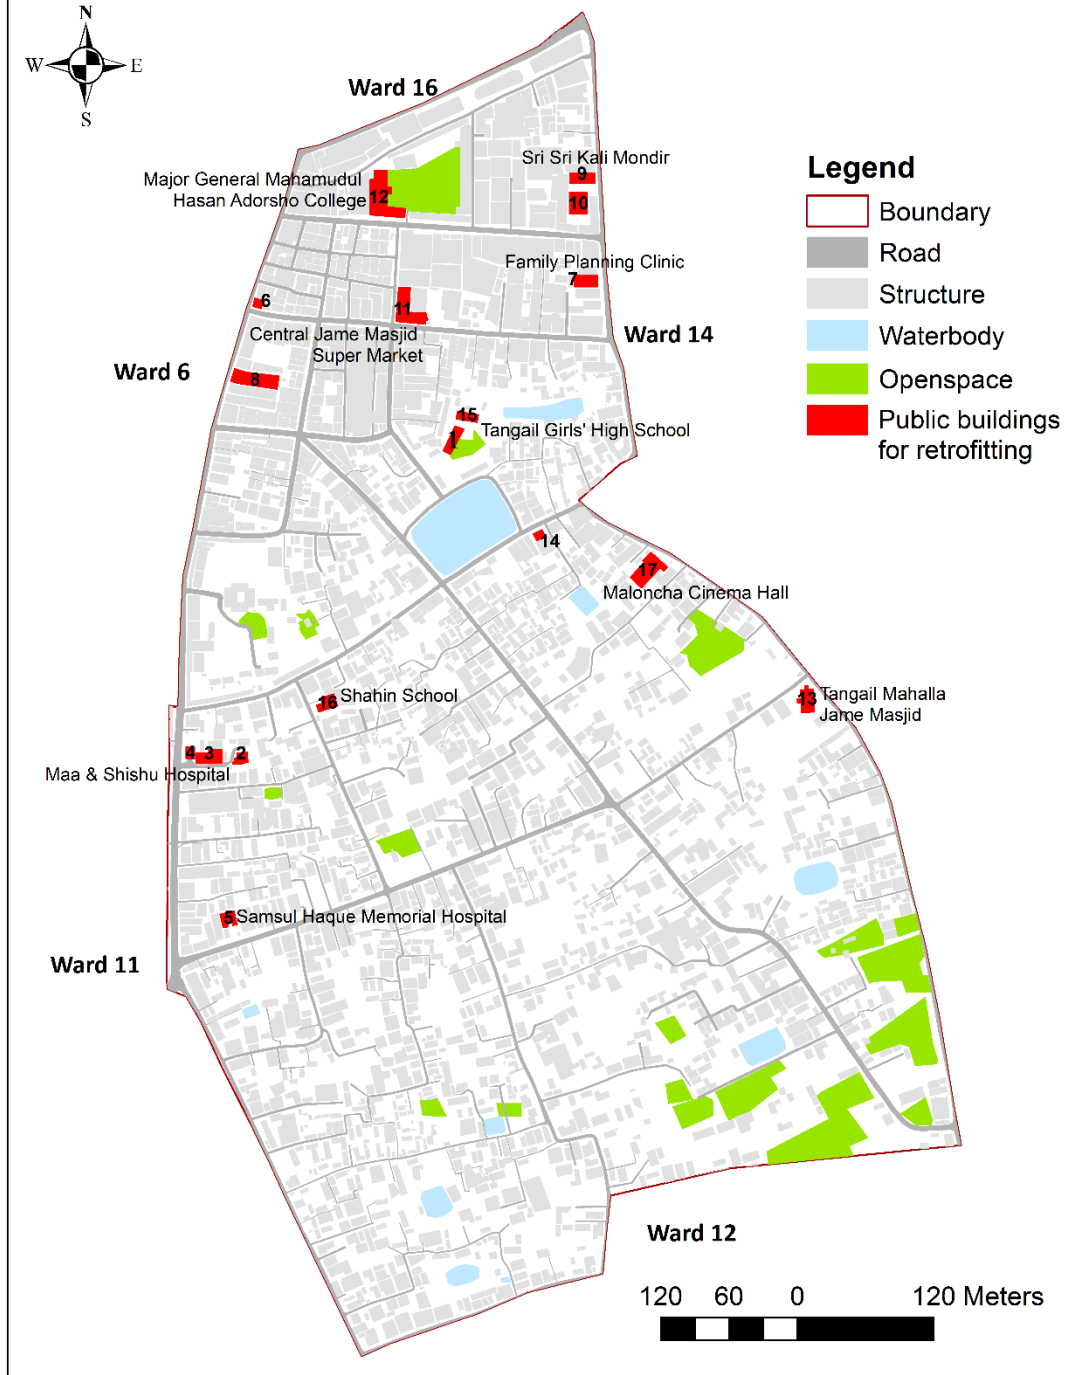 N
W E
S
Ward 16
Sri Sri Kali Mondir
9
Major General Mahamudul
Hasan Adorsho College
12
10
Legend
Boundary
Road
Structure
Waterbody
Openspace
Public buildings
for retrofitting
Family Planning Clinic
7
6
11
Central Jame Masjid
Super Market
Ward 14
Ward 6
8
15
1
Tangail Girls' High School
14
17
Maloncha Cinema Hall
16
Shahin School
13
Tangail Mahalla
Jame Masjid
4 3 2
Maa & Shishu Hospital
5
Samsul Haque Memorial Hospital
Ward 11
Ward 12
120 60 0 120 Meters